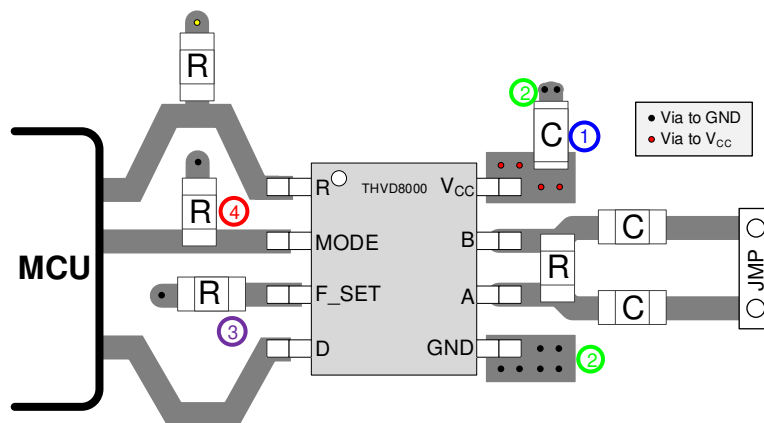 R
R
4
MCU
R
3
R
THVD8000
VCC
MODE
B
F_SET
A
D
GND
2
C
1
Via to GND
Via to VCC
C
R
C
JMP
2